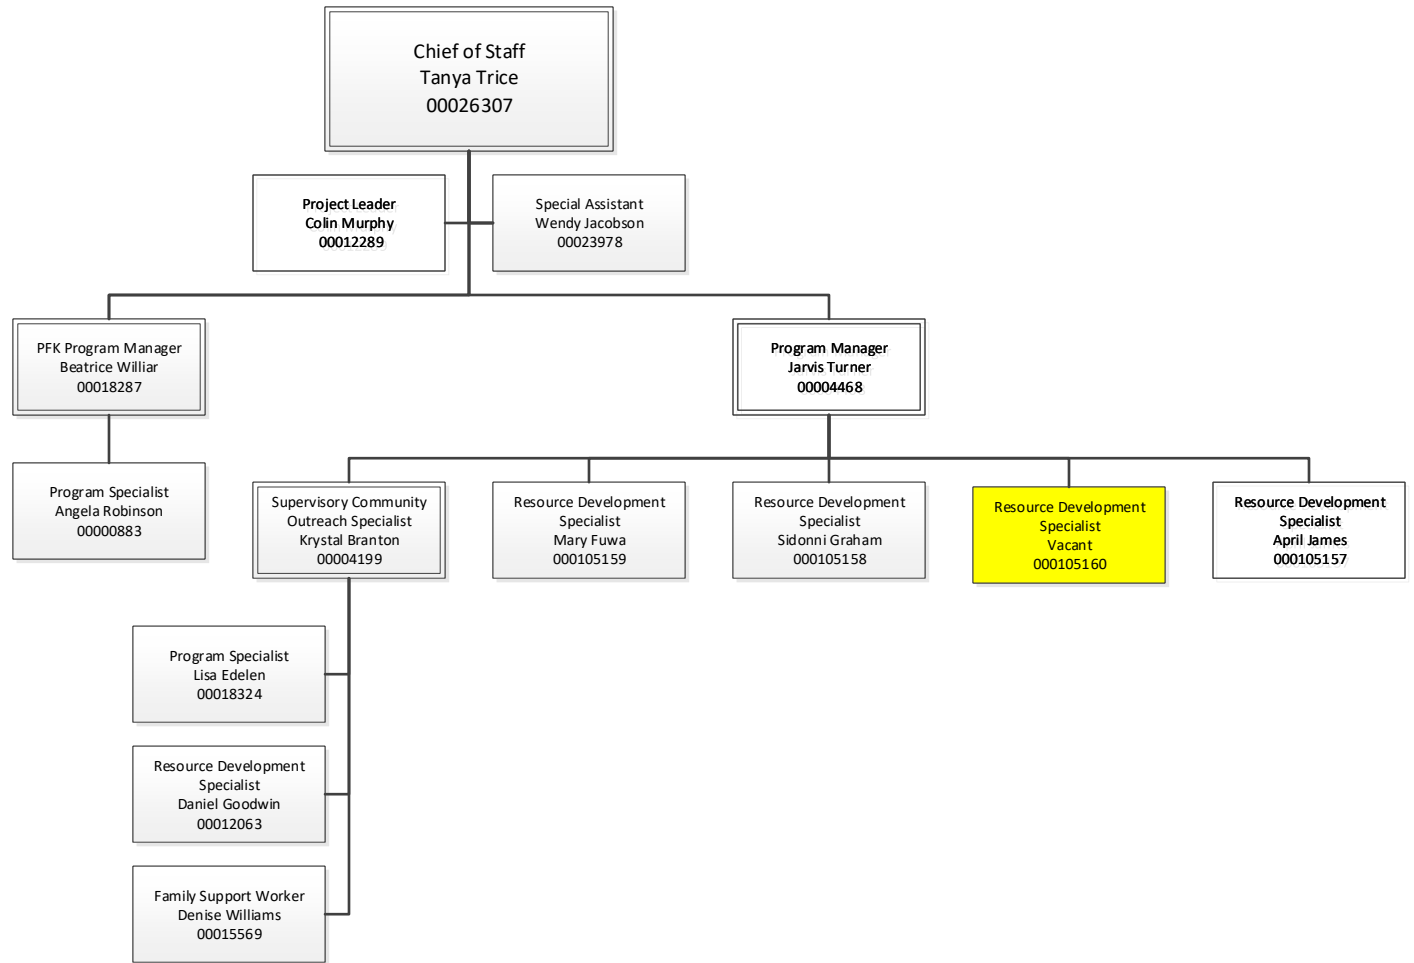 Chief of Staff
Tanya Trice
00026307
Project Leader
Colin Murphy
00012289
Special Assistant
Wendy Jacobson
00023978
PFK Program Manager
Beatrice Williar
00018287
Program Manager
Jarvis Turner
00004468
Program Specialist
Angela Robinson
00000883
Supervisory Community
Outreach Specialist
Krystal Branton
00004199
Resource Development
Specialist
Mary Fuwa
000105159
Resource Development
Specialist
Sidonni Graham
000105158
Resource Development
Specialist
Vacant
000105160
Resource Development
Specialist
April James
000105157
Program Specialist
Lisa Edelen
00018324
Resource Development
Specialist
Daniel Goodwin
00012063
Family Support Worker
Denise Williams
00015569